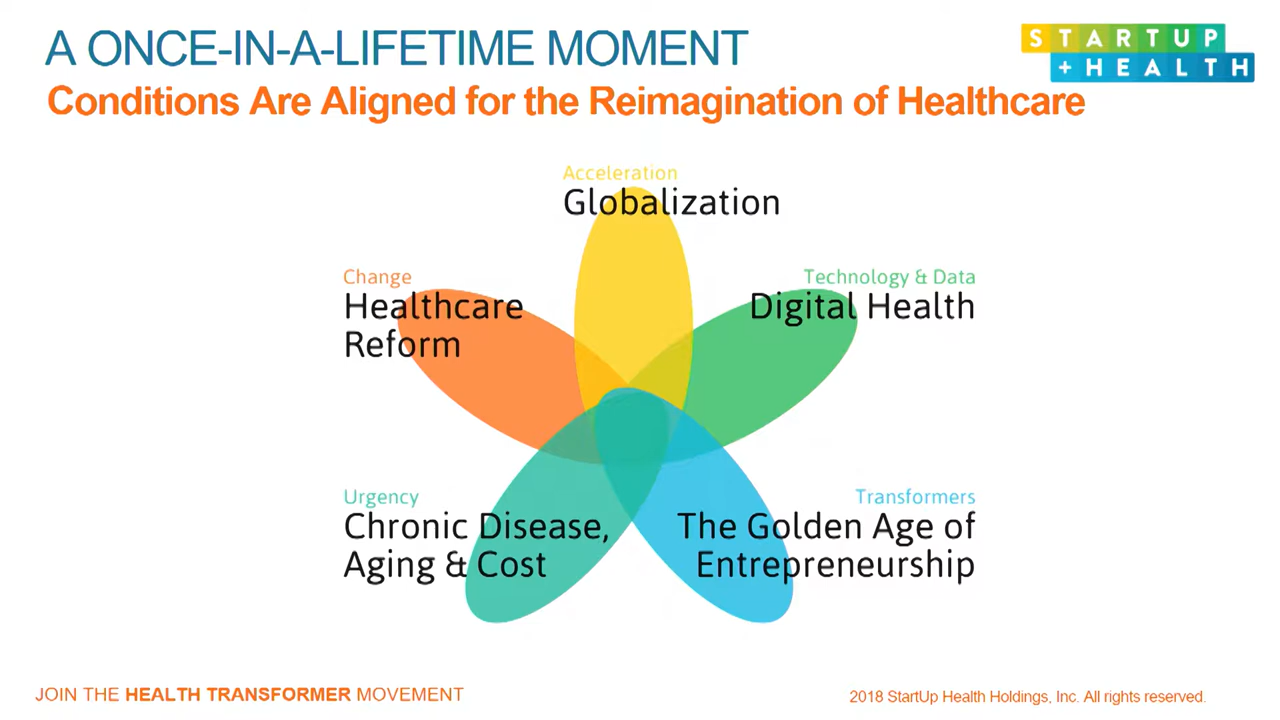 A ONCE-IN-A-LIFETIME MOMENT
STARTUP
+HEALTH
Conditions Are Aligned for the Reimagination of Healthcare
Acceleration
Globalization
Change
Healthcare
Reform
Technology & Data
Digital Health
Urgency
Chronic Disease,
Aging & Cost
Transformers
The Golden Age of
Entrepreneurship
JOIN THE HEALTH TRANSFORMER MOVEMENT
2018 StartUp Health Holdings, Inc. All rights reserved.